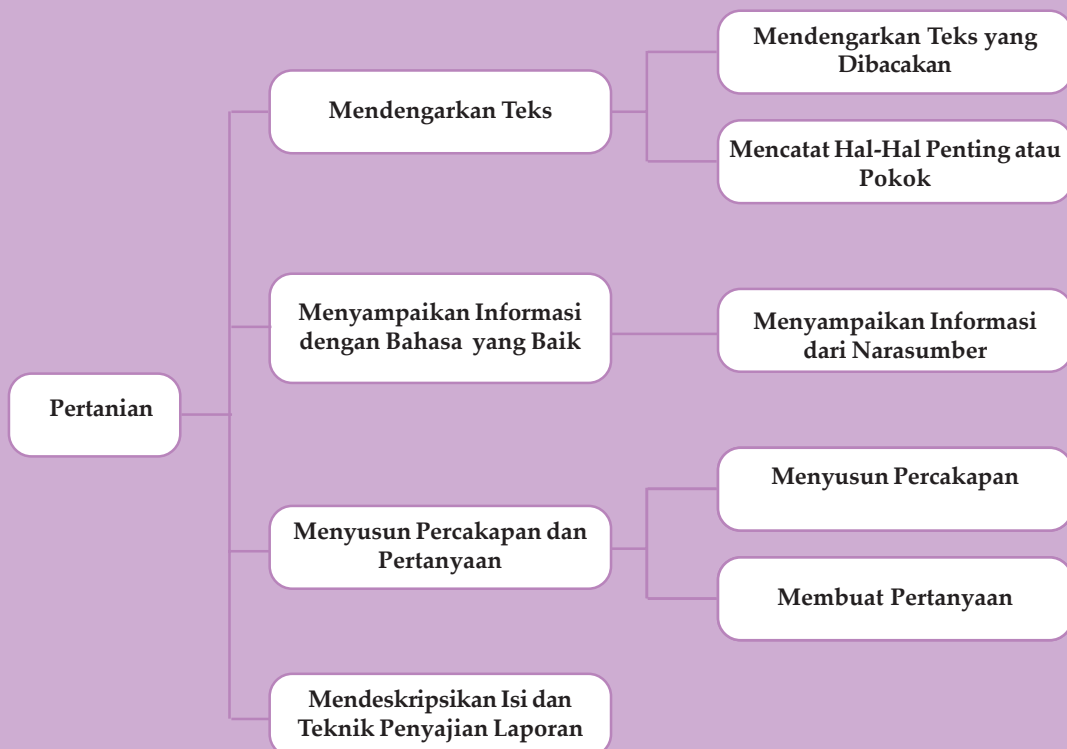 Pertanian
Mendengarkan Teks
Mendengarkan Teks yang
Dibacakan
Mencatat Hal-Hal Penting atau
Pokok
Menyampaikan Informasi
dengan Bahasa yang Baik
Menyampaikan Informasi
dari Narasumber
Menyusun Percakapan dan
Pertanyaan
Menyusun Percakapan
Membuat Pertanyaan
Mendeskripsikan Isi dan
Teknik Penyajian Laporan